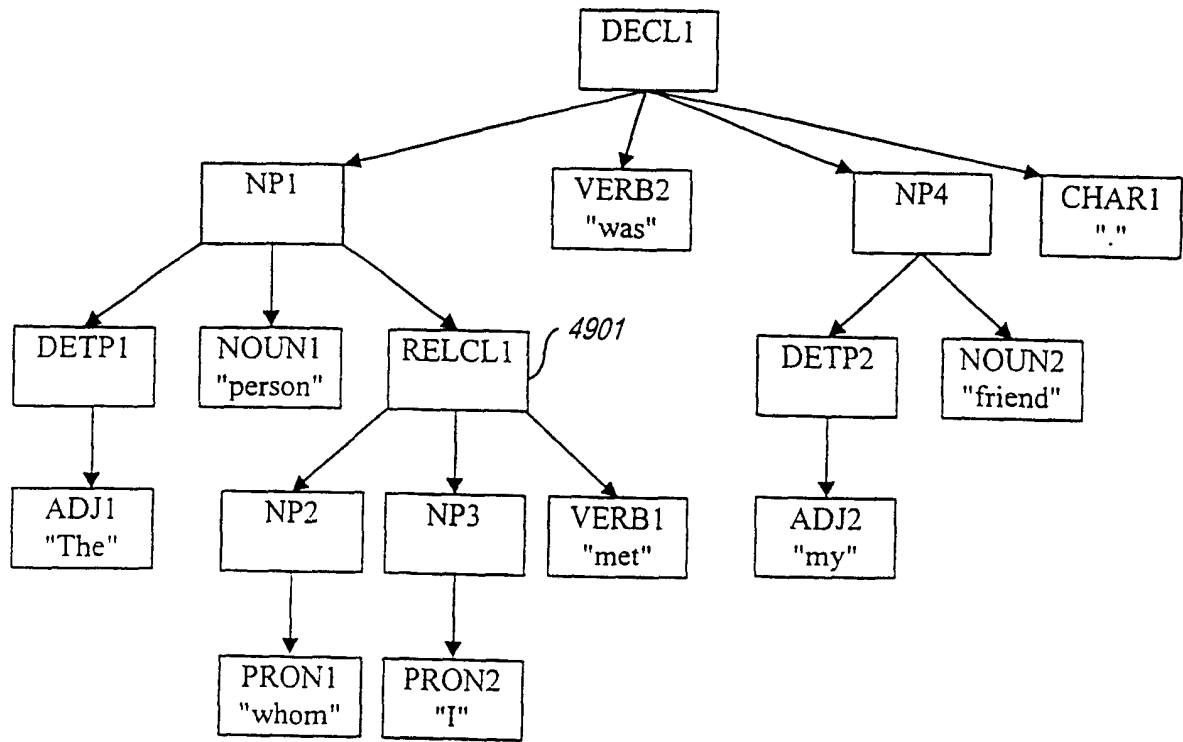 DECL1
NP1
VERB2
"was"
NP4
CHAR1
"."
DETP1
NOUN1
"person"
RELCL1
4901
DETP2
NOUN2
"friend"
ADJ1
"The"
NP2
NP3
VERB1
"met"
ADJ2
"my"
PRON1
"whom"
PRON2
"I"